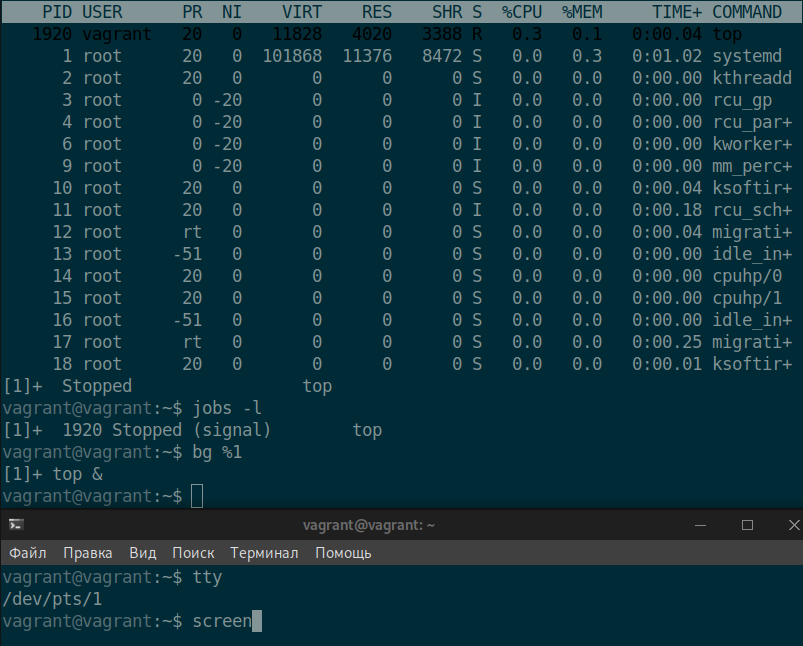 PID USER PR NI VIRT RES SHR S %CPU %MEM TIME+ COMMAND
1920 vagrant 20 0 11828 4020 3388 R 0.3 0.1 0:00.04 top
1 root 20 0 101868 11376 8472 S 0.0 0.3 0:01.02 systemd
2 root 20 0 0 0 0 S 0.0 0.0 0:00.00 kthreadd
3 root 0 -20 0 0 0 I 0.0 0.0 0:00.00 rcu_gp
4 root 0 -20 0 0 0 I 0.0 0.0 0:00.00 rcu_par+
6 root 0 -20 0 0 0 I 0.0 0.0 0:00.00 kworker+
9 root 0 -20 0 0 0 I 0.0 0.0 0:00.00 mm_perc+
10 root 20 0 0 0 0 S 0.0 0.0 0:00.04 ksoftir+
11 root 20 0 0 0 0 I 0.0 0.0 0:00.18 rcu_sch+
12 root rt 0 0 0 0 S 0.0 0.0 0:00.04 migrati+
13 root -51 0 0 0 0 S 0.0 0.0 0:00.00 idle_in+
14 root 20 0 0 0 0 S 0.0 0.0 0:00.00 cpuhp/0
15 root 20 0 0 0 0 S 0.0 0.0 0:00.00 cpuhp/1
16 root -51 0 0 0 0 S 0.0 0.0 0:00.00 idle_in+
17 root rt 0 0 0 0 S 0.0 0.0 0:00.25 migrati+
18 root 20 0 0 0 0 S 0.0 0.0 0:00.01 ksoftir+
[1]+  Stopped                 top
vagrant@vagrant:~$ jobs -l
[1]+  1920 Stopped (signal)        top
vagrant@vagrant:~$ bg %1
[1]+ top &
vagrant@vagrant:~$
vagrant@vagrant: ~
Файл Правка Вид Поиск Терминал Помощь
vagrant@vagrant:~$ tty
/dev/pts/1
vagrant@vagrant:~$ screen